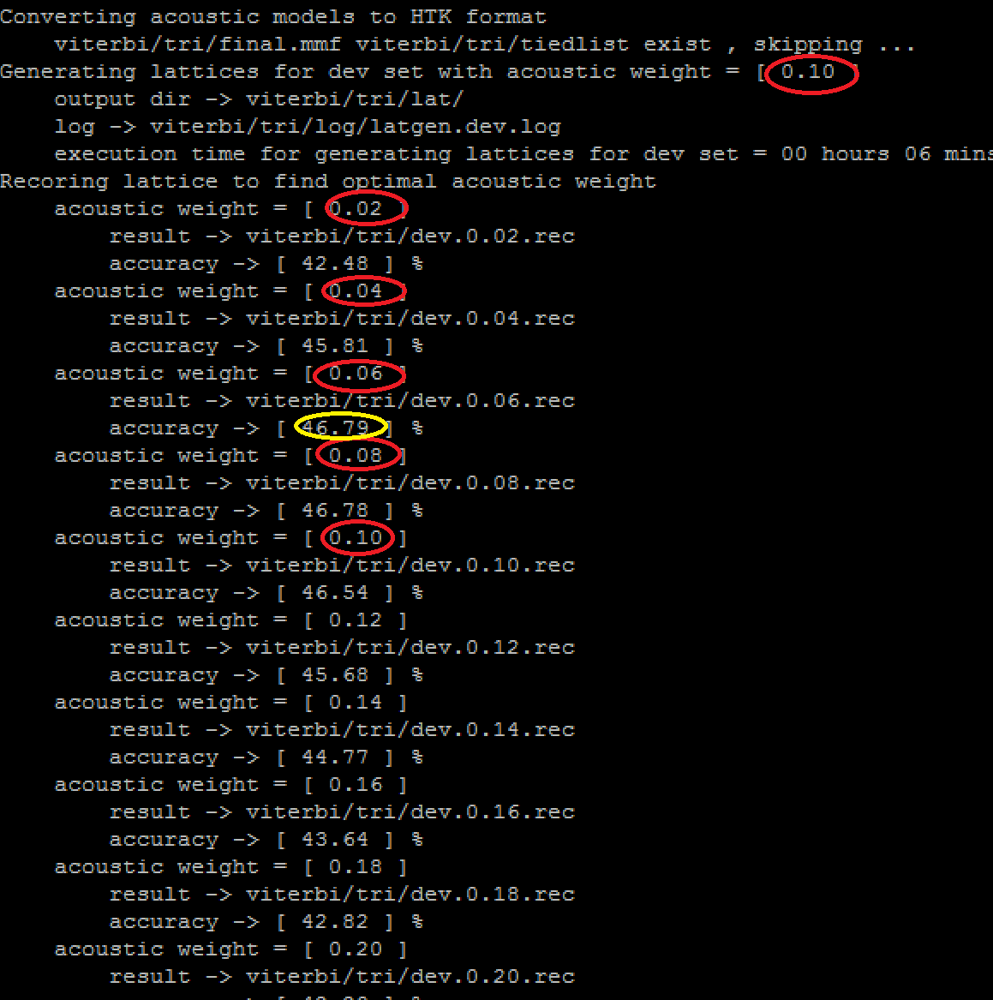 Converting acoustic models to HTK format
viterbi/tri/final.mmf viterbi/tri/tiedlist exist , skipping ...
Generating lattices for dev set with acoustic weight = [ 0.10 ]
output dir -> viterbi/tri/lat/
log -> viterbi/tri/log/latgen.dev.log
execution time for generating lattices for dev set = 00 hours 06 mins
Recoring lattice to find optimal acoustic weight
acoustic weight = [ 0.02 ]
result -> viterbi/tri/dev.0.02.rec
accuracy -> [ 42.48 ] %
acoustic weight = [ 0.04 ]
result -> viterbi/tri/dev.0.04.rec
accuracy -> [ 45.81 ] %
acoustic weight = [ 0.06 ]
result -> viterbi/tri/dev.0.06.rec
accuracy -> [ 46.79 ] %
acoustic weight = [ 0.08 ]
result -> viterbi/tri/dev.0.08.rec
accuracy -> [ 46.78 ] %
acoustic weight = [ 0.10 ]
result -> viterbi/tri/dev.0.10.rec
accuracy -> [ 46.54 ] %
acoustic weight = [ 0.12 ]
result -> viterbi/tri/dev.0.12.rec
accuracy -> [ 45.68 ] %
acoustic weight = [ 0.14 ]
result -> viterbi/tri/dev.0.14.rec
accuracy -> [ 44.77 ] %
acoustic weight = [ 0.16 ]
result -> viterbi/tri/dev.0.16.rec
accuracy -> [ 43.64 ] %
acoustic weight = [ 0.18 ]
result -> viterbi/tri/dev.0.18.rec
accuracy -> [ 42.82 ] %
acoustic weight = [ 0.20 ]
result -> viterbi/tri/dev.0.20.rec